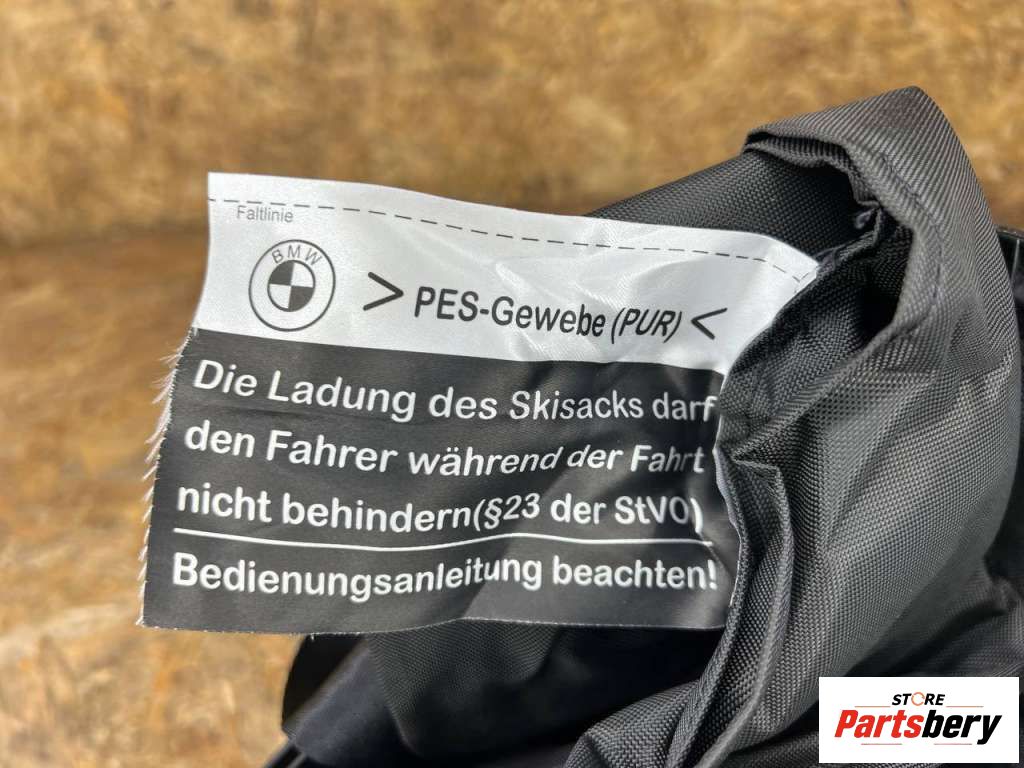 Faltlinie
BMW
> PES-Gewebe (PUR) <
Die Ladung des Skisacks darf
den Fahrer während der Fahrt
nicht behindern(§23 der StVO)
Bedienungsanleitung beachten!
STORE
Partsbery